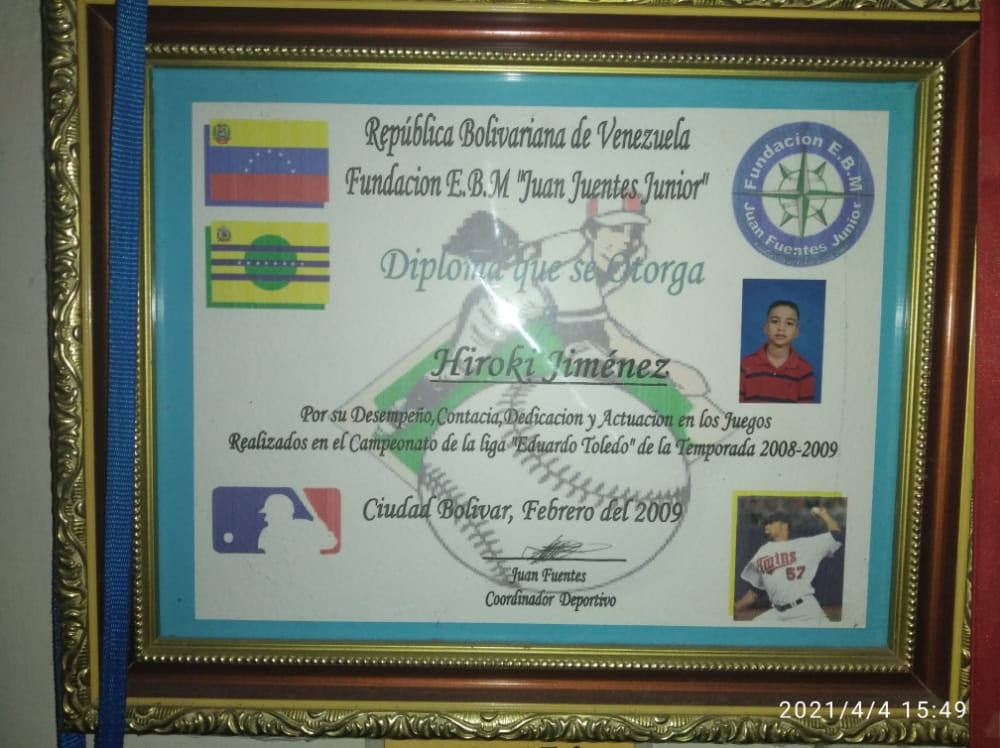 República Bolivariana de Venezuela
Fundacion E.B.M "Juan Juentes Junior"
Fundacion E.B.M
Juan Fuentes Junior
Diploma que se Otorga
Hiroki Jiménez
Por su Desempeño,Contacia,Dedicacion y Actuacion en los Juegos
Realizados en el Campeonato de la liga "Eduardo Toledo" de la Temporada 2008-2009
Ciudad Bolivar, Febrero del 2009
Juan Fuentes
Coordinador Deportivo
Twins
57
2021/4/4 15:49